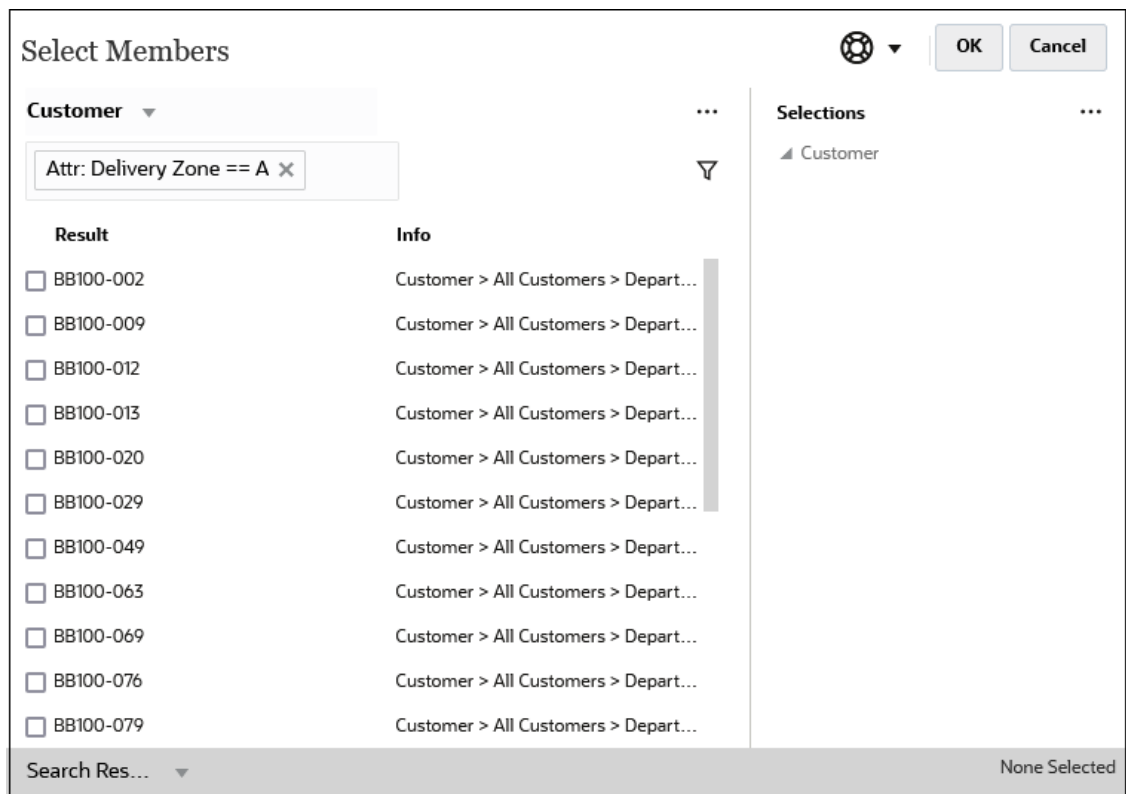 Select Members
OK
Cancel
Customer
...
Attr: Delivery Zone == A
Result Info
BB100-002 Customer > All Customers > Depart...
BB100-009 Customer > All Customers > Depart...
BB100-012 Customer > All Customers > Depart...
BB100-013 Customer > All Customers > Depart...
BB100-020 Customer > All Customers > Depart...
BB100-029 Customer > All Customers > Depart...
BB100-049 Customer > All Customers > Depart...
BB100-063 Customer > All Customers > Depart...
BB100-069 Customer > All Customers > Depart...
BB100-076 Customer > All Customers > Depart...
BB100-079 Customer > All Customers > Depart...
Search Res...
Selections
...
Customer
None Selected